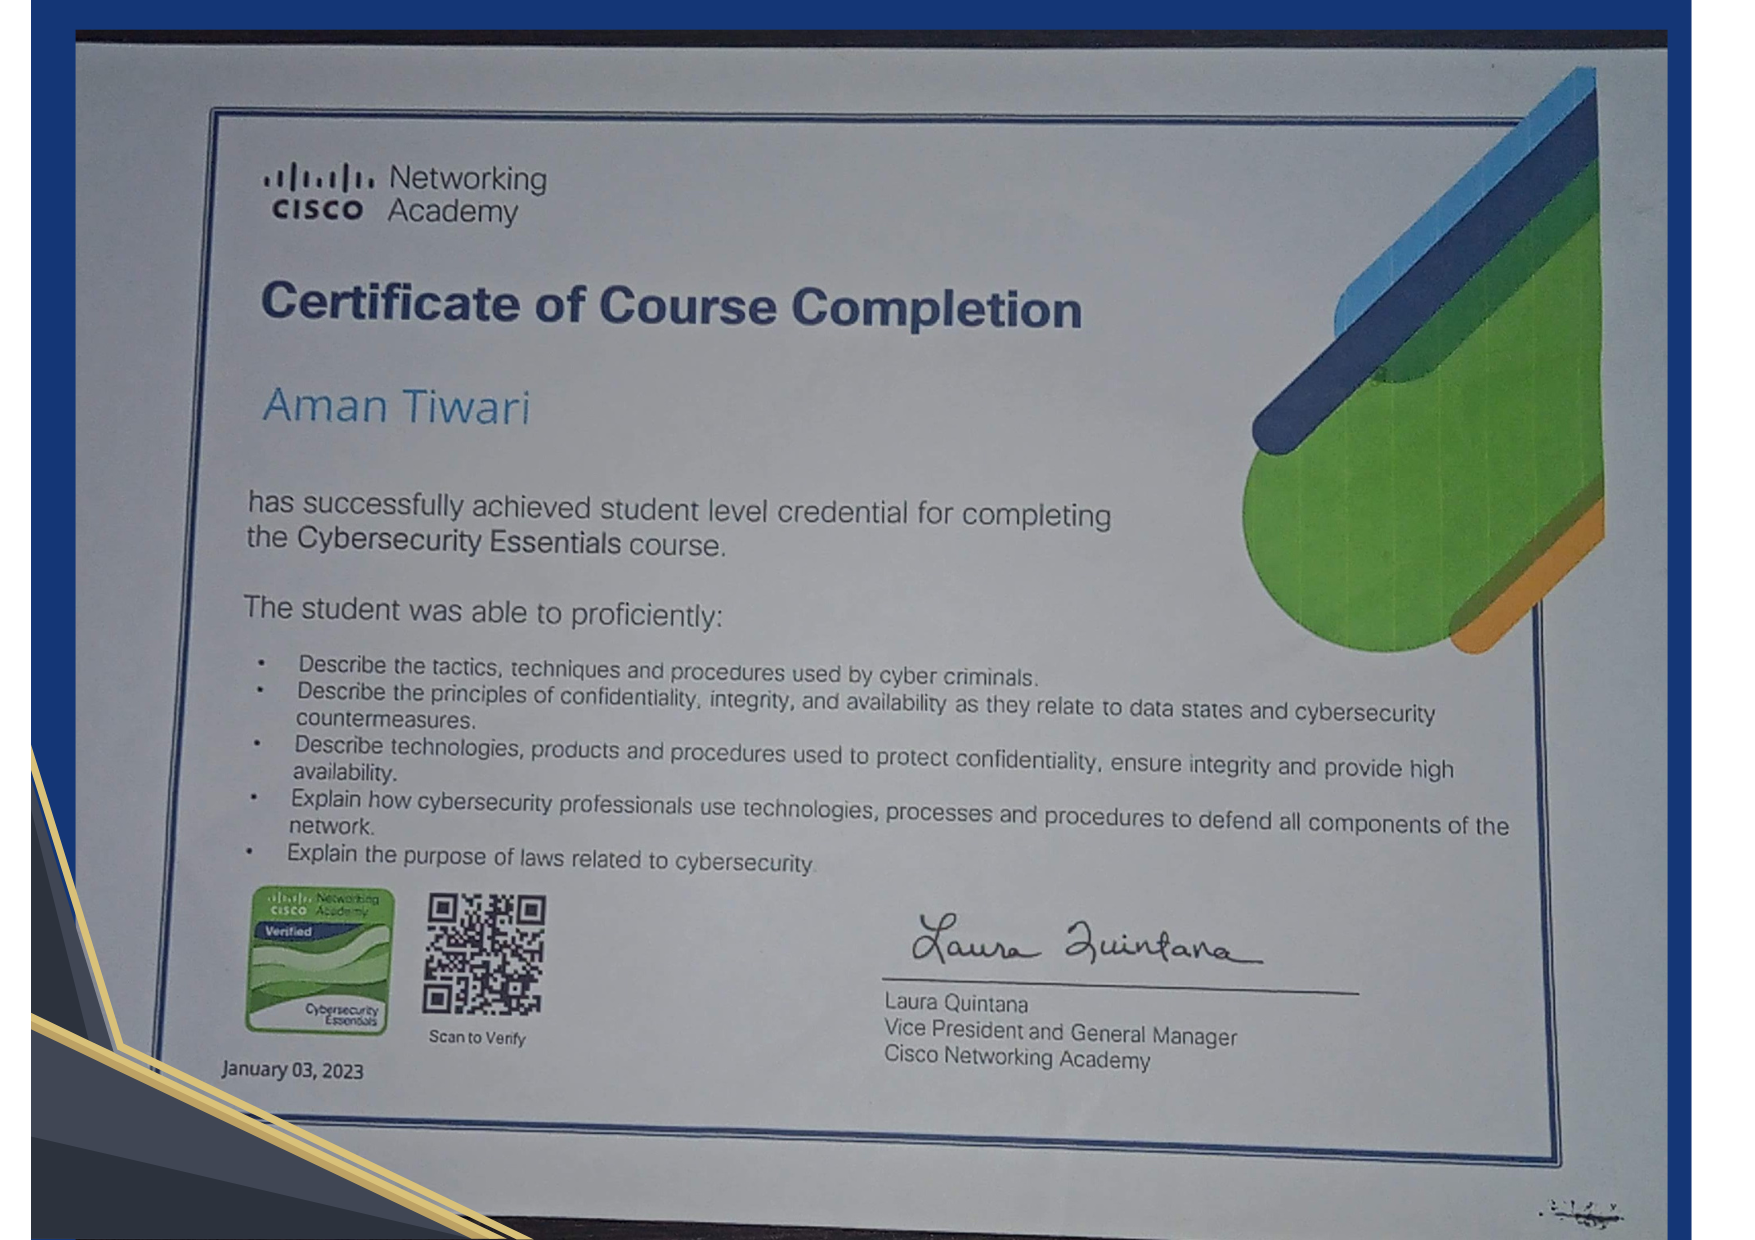 Networking
CISCO Academy
Certificate of Course Completion
Aman Tiwari
has successfully achieved student level credential for completing
the Cybersecurity Essentials course.
The student was able to proficiently:
• Describe the tactics, techniques and procedures used by cyber criminals.
• Describe the principles of confidentiality, integrity, and availability as they relate to data states and cybersecurity
countermeasures.
• Describe technologies, products and procedures used to protect confidentiality, ensure integrity and provide high
availability.
• Explain how cybersecurity professionals use technologies, processes and procedures to defend all components of the
network.
• Explain the purpose of laws related to cybersecurity.
Networking
CISCO Academy
Verified
Cybersecurity
Essentials
Scan to Verify
January 03, 2023
Laura Quintana
Laura Quintana
Vice President and General Manager
Cisco Networking Academy